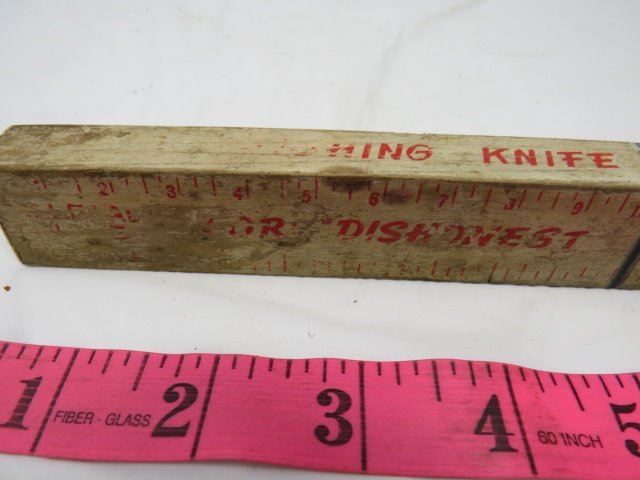 HING KNIFE
1 2 3 4 5 6 7 8 9
FOR DISHONEST
1 FIBER-GLASS 2 3 4 60 INCH 5